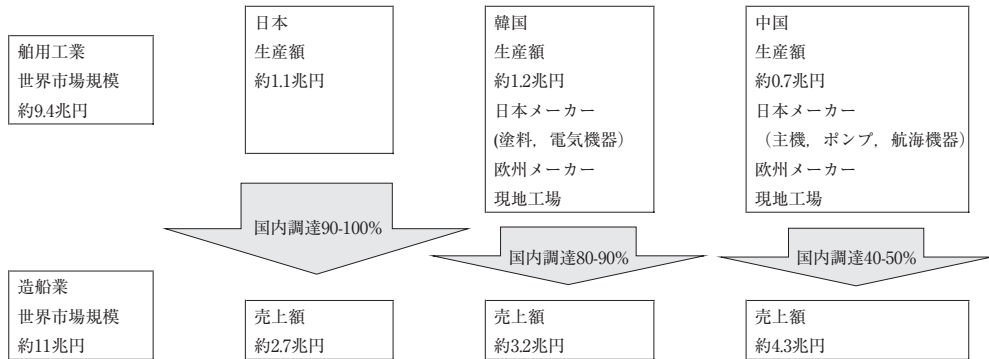 舶用工業
世界市場規模
約9.4兆円
日本
生産額
約1.1兆円
韓国
生産額
約1.2兆円
日本メーカー
(塗料，電気機器）
欧州メーカー
現地工場
中国
生産額
約0.7兆円
日本メーカー
（主機，ポンプ，航海機器）
欧州メーカー
現地工場
国内調達90-100%
国内調達80-90%
国内調達40-50%
造船業
世界市場規模
約11兆円
売上額
約2.7兆円
売上額
約3.2兆円
売上額
約4.3兆円